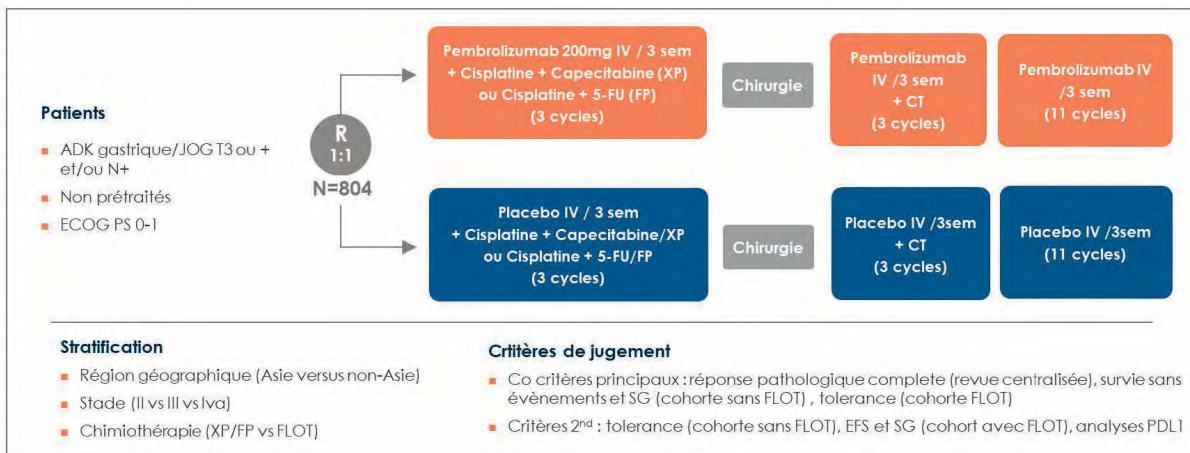 Patients
ADK gastrique/JOG T3 ou +
et/ou N+
Non prétraités
ECOG PS 0-1
R
1:1
N=804
Pembrolizumab 200mg IV / 3 sem
+ Cisplatine + Capecitabine (XP)
ou Cisplatine + 5-FU (FP)
(3 cycles)
Chirurgie
Pembrolizumab
IV /3 sem
+ CT
(3 cycles)
Pembrolizumab IV
/3 sem
(11 cycles)
Placebo IV / 3 sem
+ Cisplatine + Capecitabine/XP
ou Cisplatine + 5-FU/FP
(3 cycles)
Chirurgie
Placebo IV /3sem
+ CT
(3 cycles)
Placebo IV /3sem
(11 cycles)
Stratification
Région géographique (Asie versus non-Asie)
Stade (II vs III vs Iva)
Chimiothérapie (XP/FP vs FLOT)
Crtitères de jugement
Co critères principaux : réponse pathologique complete (revue centralisée), survie sans
évènements et SG (cohorte sans FLOT) , tolerance (cohorte FLOT)
Critères 2nd : tolerance (cohorte sans FLOT), EFS et SG (cohort avec FLOT), analyses PDL1